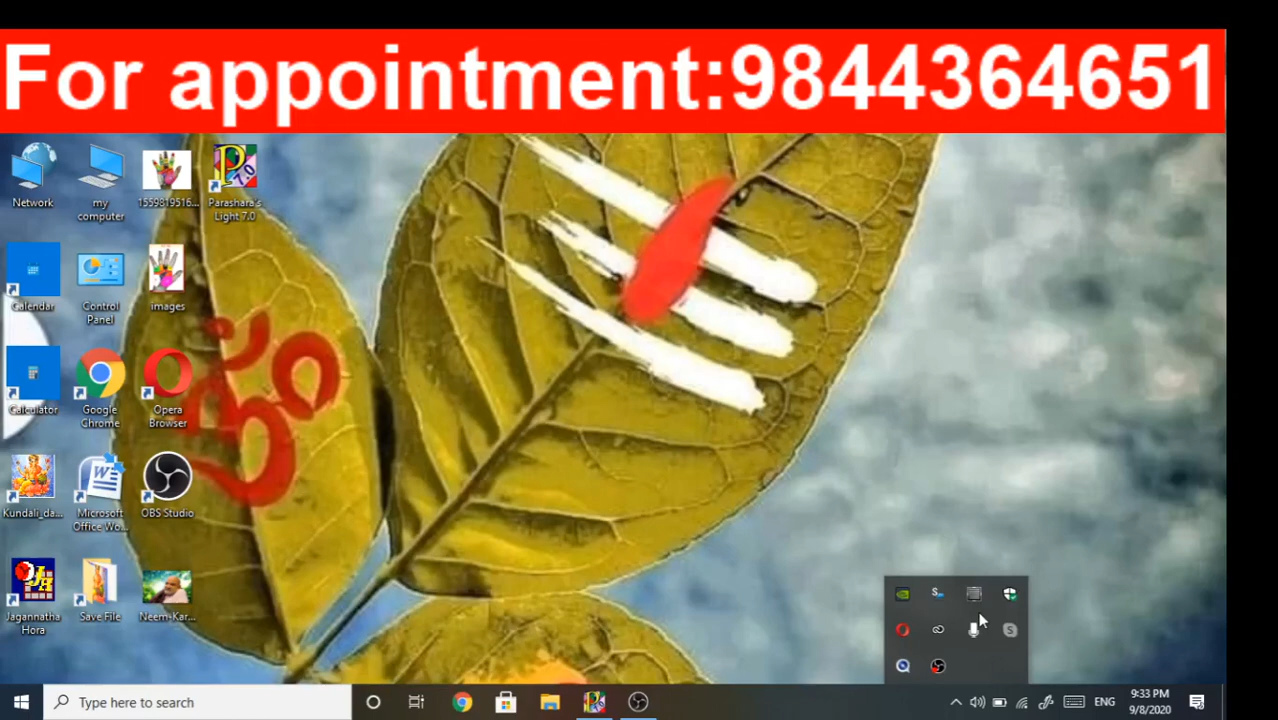 For appointment:9844364651
Network
my
computer
1559819516...
Parashara's
Light 7.0
Calendar
Control
Panel
images
Calculator
Google
Chrome
Opera
Browser
Kundali_da...
Microsoft
Office Wo...
OBS Studio
Jagannatha
Hora
Save File
Neem-Kar...
ॐ
Type here to search
ENG
9:33 PM
9/8/2020